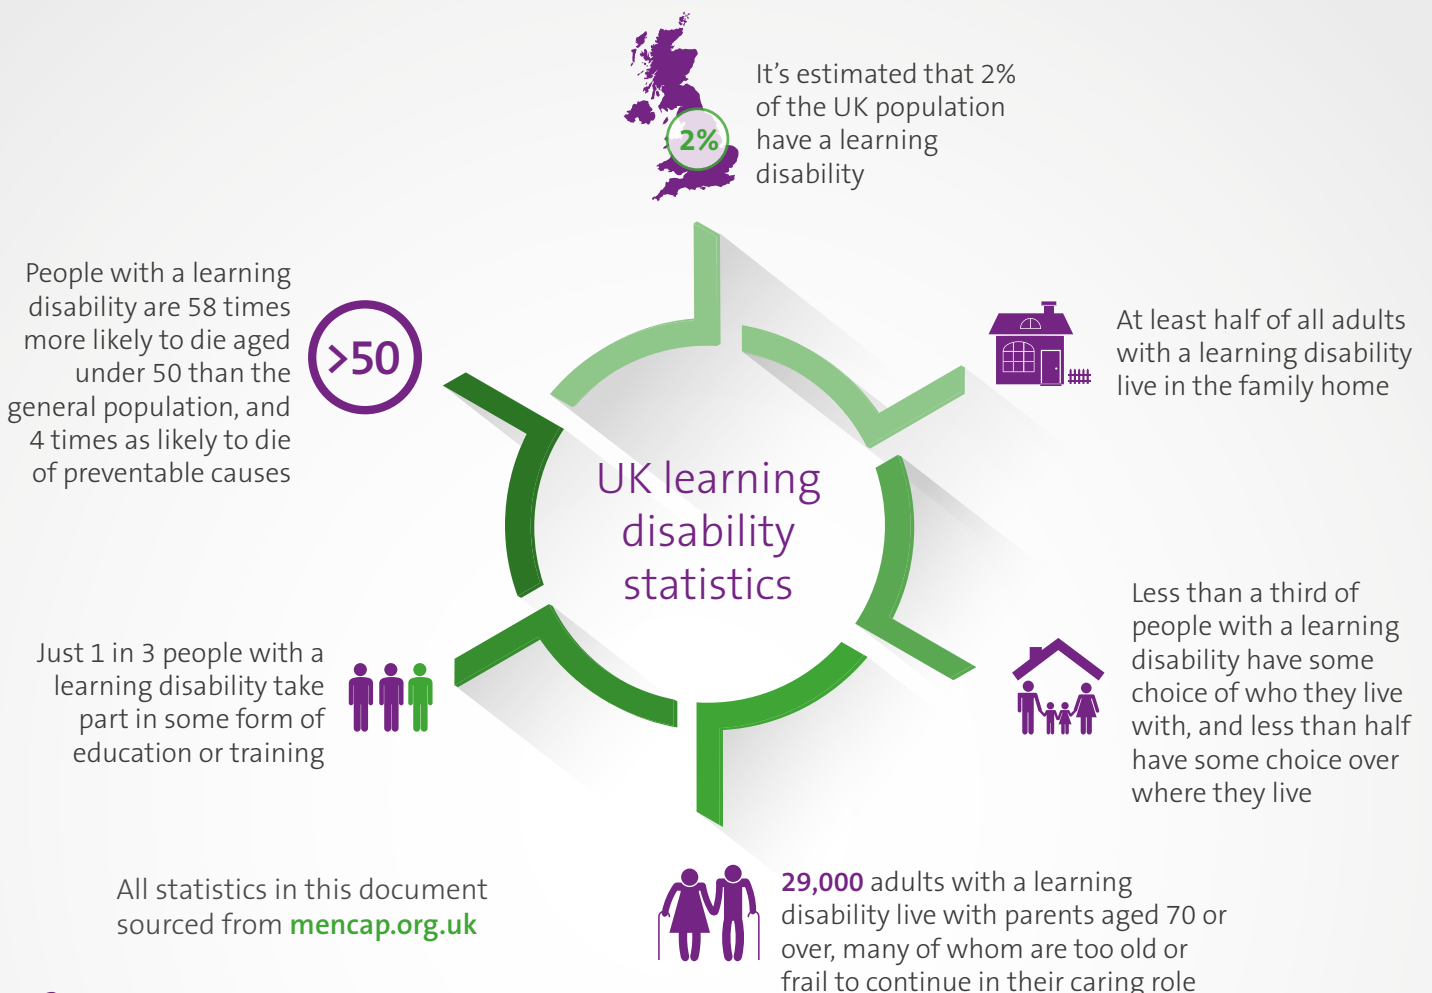 2%
It’s estimated that 2%
of the UK population
have a learning
disability
People with a learning
disability are 58 times
more likely to die aged
under 50 than the
general population, and
4 times as likely to die
of preventable causes
>50
At least half of all adults
with a learning disability
live in the family home
UK learning
disability
statistics
Less than a third of
people with a learning
disability have some
choice of who they live
with, and less than half
have some choice over
where they live
Just 1 in 3 people with a
learning disability take
part in some form of
education or training
All statistics in this document
sourced from mencap.org.uk
29,000 adults with a learning
disability live with parents aged 70 or
over, many of whom are too old or
frail to continue in their caring role